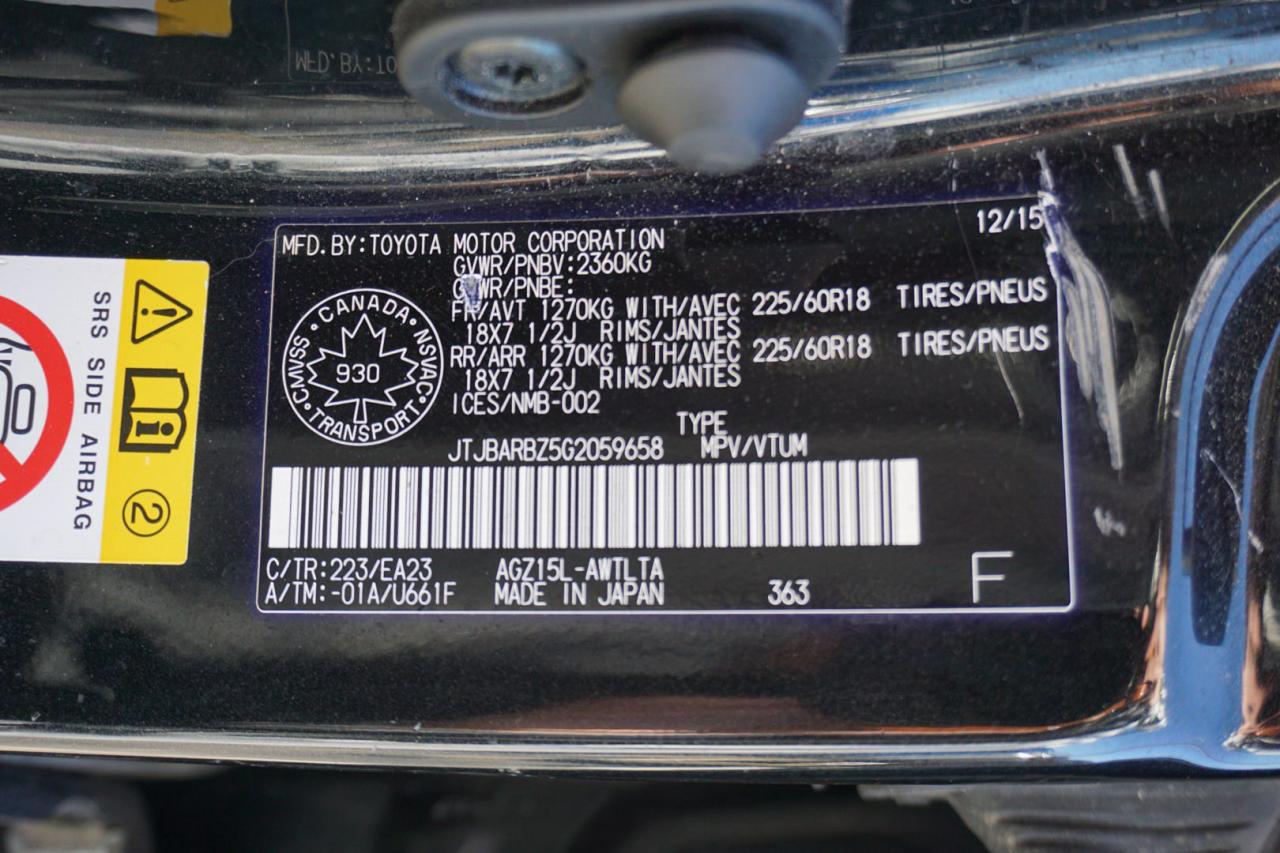 MFD.BY:TO
12/15
MFD.BY:TOYOTA MOTOR CORPORATION
GVWR/PNBV:2360KG
GAWR/PNBE:
FR/AVT 1270KG WITH/AVEC 225/60R18 TIRES/PNEUS
18X7 1/2J RIMS/JANTES
RR/ARR 1270KG WITH/AVEC 225/60R18 TIRES/PNEUS
18X7 1/2J RIMS/JANTES
ICES/NMB-002
CANADA
CMVSS · NSVAC
930
TRANSPORT
TYPE
JTJBARBZ5G2059658 MPV/VTUM
C/TR:223/EA23 AGZ15L-AWTLTA
A/TM:-01A/U661F MADE IN JAPAN 363
F
SRS SIDE AIRBAG
2